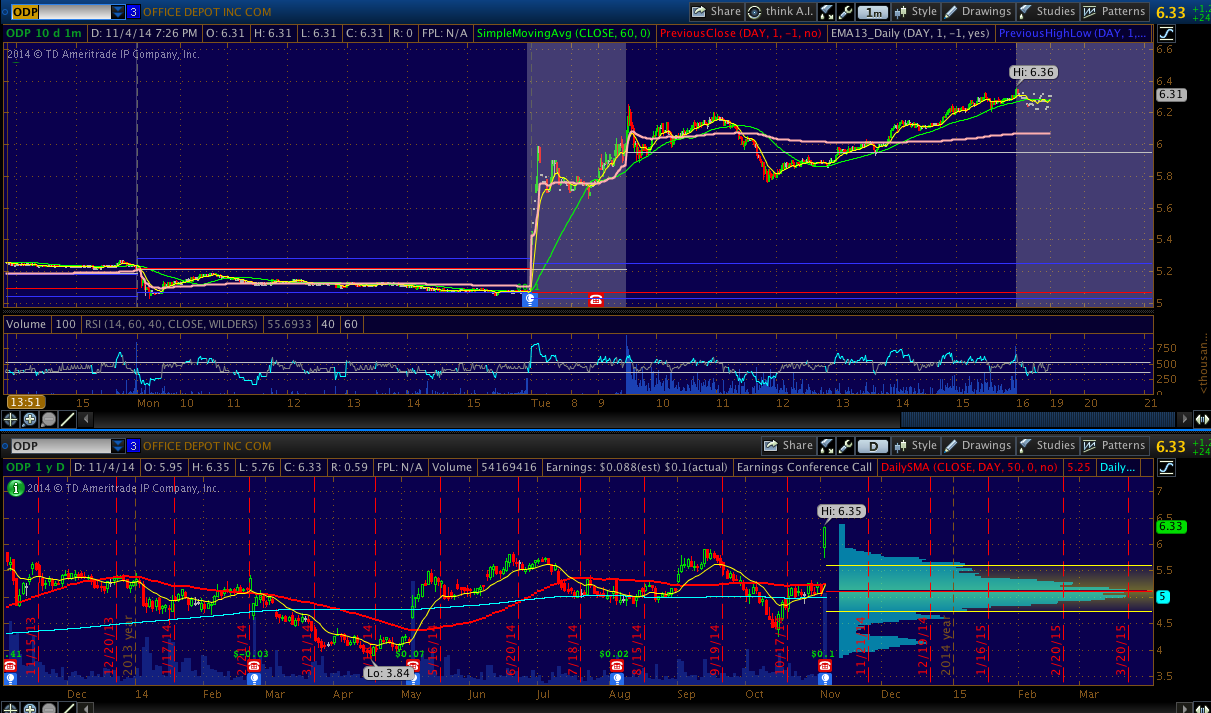 ODP 3 OFFICE DEPOT INC COM Share think A.I. 1m Style Drawings Studies Patterns 6.33
ODP 10 d 1m D: 11/4/14 7:26 PM O: 6.31 H: 6.31 L: 6.31 C: 6.31 R: 0 FPL: N/A SimpleMovingAvg (CLOSE, 60, 0) PreviousClose (DAY, 1, -1, no) EMA13_Daily (DAY, 1, -1, yes) PreviousHighLow (DAY, 1,...
2014 © TD Ameritrade IP Company, Inc.
6.6
Hi: 6.36
6.4
6.31
6.2
6
5.8
5.6
5.4
5.2
5
Volume 100 RSI (14, 60, 40, CLOSE, WILDERS) 55.6933 40 60
750
500
250
0
<thousan...
13:51 15 Mon 10 11 12 13 14 15 Tue 8 9 10 11 12 13 14 15 16 19 20 21
ODP 3 OFFICE DEPOT INC COM Share D Style Drawings Studies Patterns 6.33
ODP 1 y D D: 11/4/14 O: 5.95 H: 6.35 L: 5.76 C: 6.33 R: 0.59 FPL: N/A Volume 54169416 Earnings: $0.088(est) $0.1(actual) Earnings Conference Call DailySMA (CLOSE, DAY, 50, 0, no) 5.25 Daily...
2014 © TD Ameritrade IP Company, Inc.
7
Hi: 6.35
6.5
6.33
6
5.5
5
4.5
4
3.5
11/15/13 12/20/13 2013 year 1/17/14 3/21/14 5/16/14 6/20/14 7/18/14 8/15/14 9/19/14 10/17/14 11/21/14 12/19/14 2014 year 1/16/15 2/20/15 3/20/15
.41 $-0.03 $0.07 $0.02 $0.1
Lo: 3.84
Dec 14 Feb Mar Apr May Jun Jul Aug Sep Oct Nov Dec 15 Feb Mar